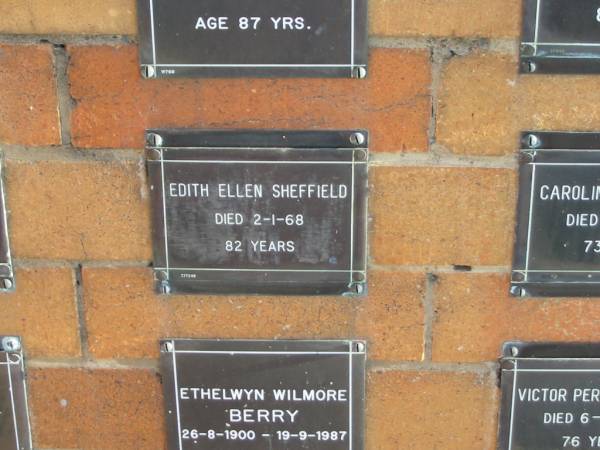 AGE 87 YRS.
EDITH ELLEN SHEFFIELD
DIED 2-1-68
82 YEARS
ETHELWYN WILMORE
BERRY
26-8-1900 - 19-9-1987
CAROLIN
DIED
73
VICTOR PER
DIED 6-
76 YE